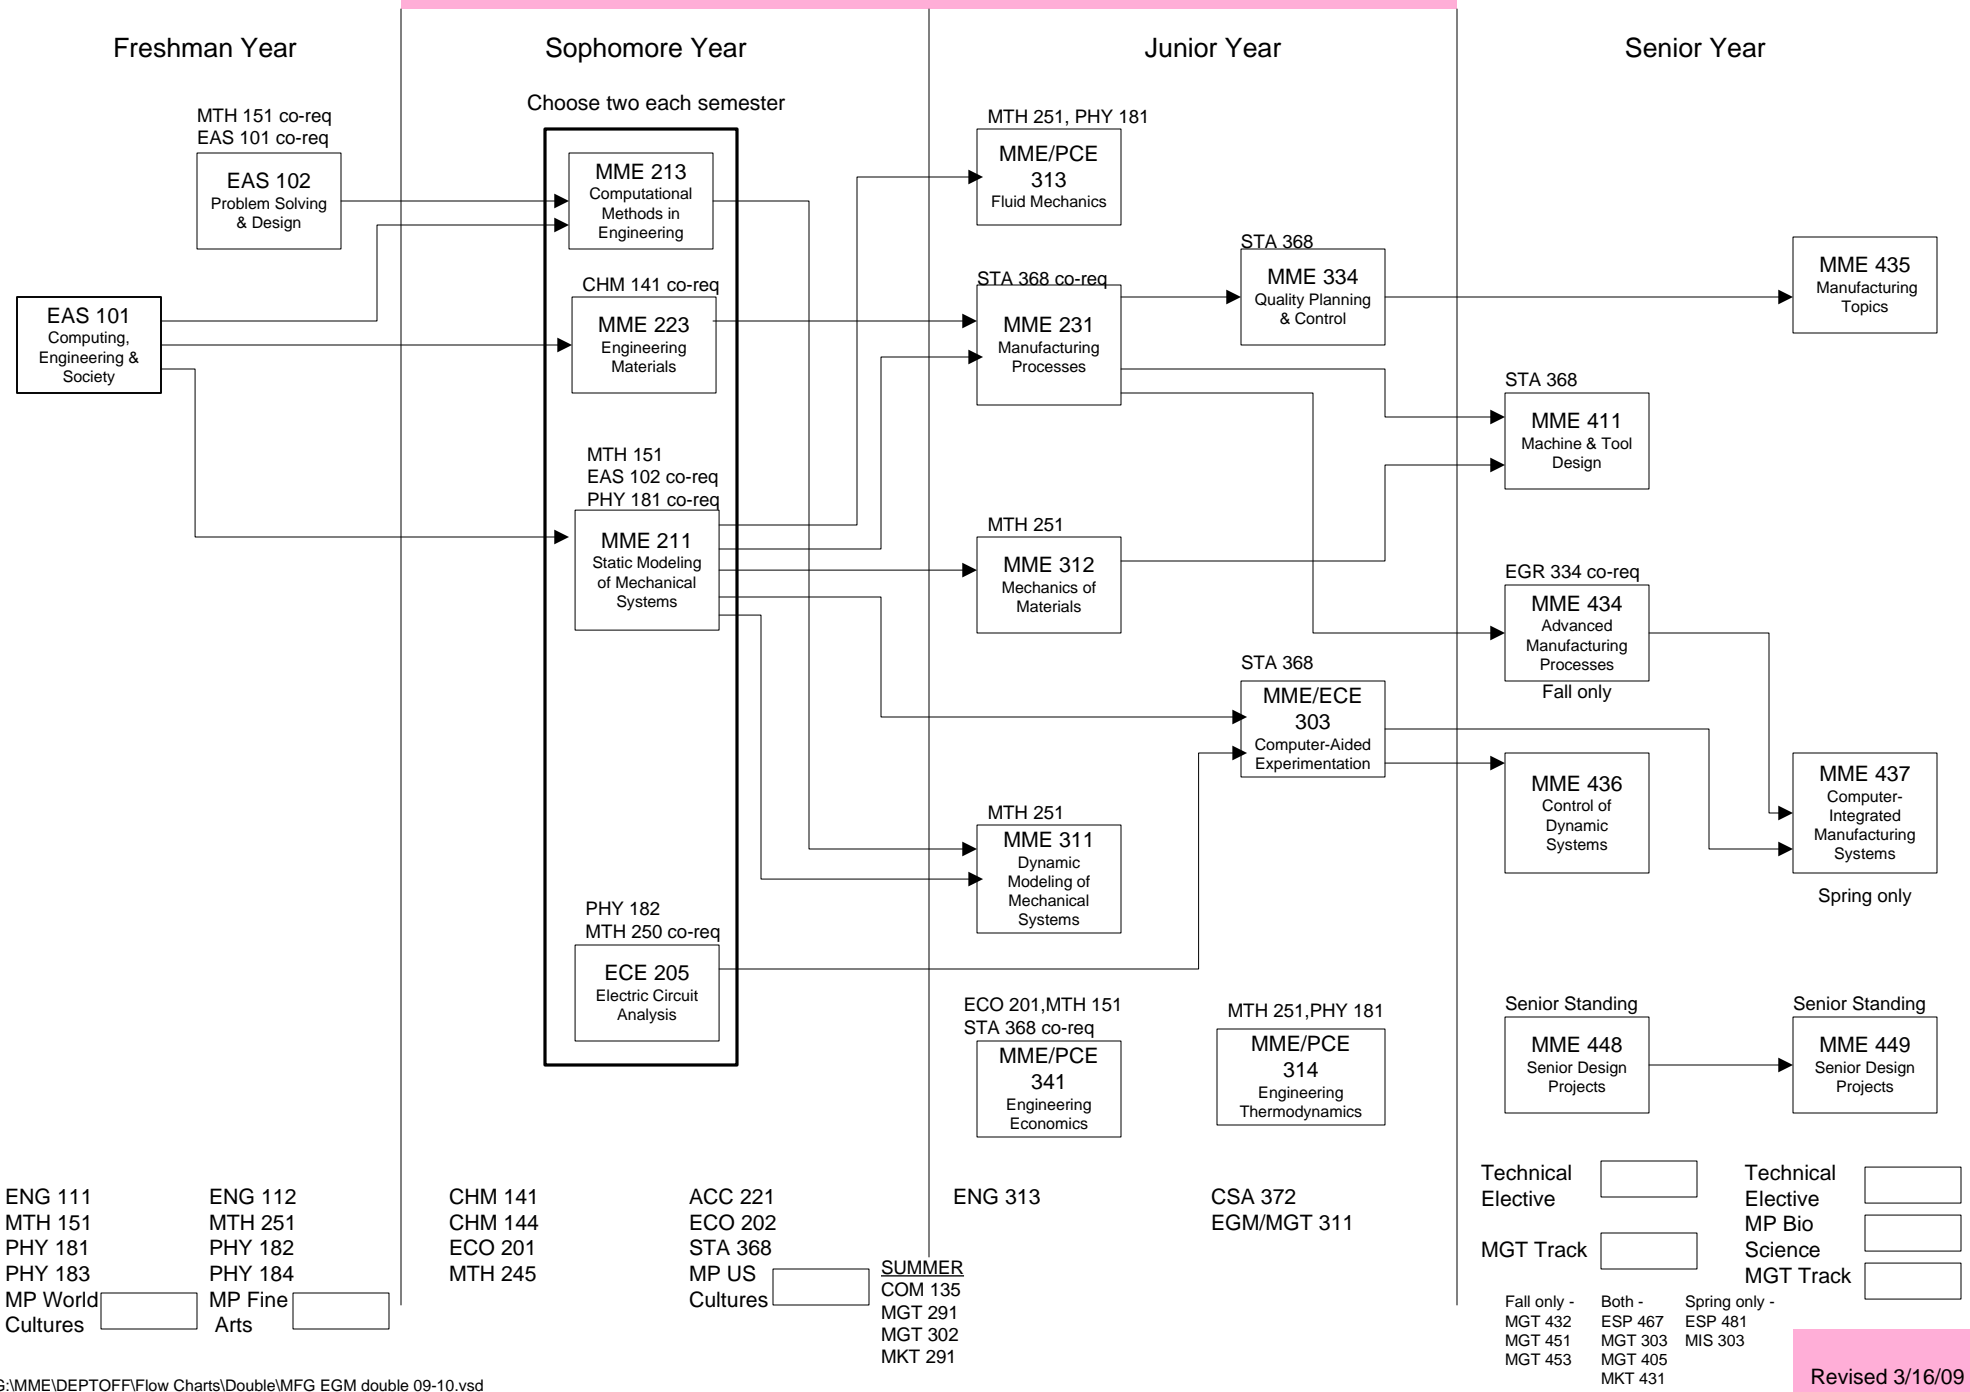 Freshman Year
Sophomore Year
Junior Year
Senior Year
Choose two each semester
MTH 151 co-req
EAS 101 co-req
EAS 102
Problem Solving
& Design
EAS 101
Computing,
Engineering &
Society
MME 213
Computational
Methods in
Engineering
CHM 141 co-req
MME 223
Engineering
Materials
MTH 151
EAS 102 co-req
PHY 181 co-req
MME 211
Static Modeling
of Mechanical
Systems
PHY 182
MTH 250 co-req
ECE 205
Electric Circuit
Analysis
MTH 251, PHY 181
MME/PCE
313
Fluid Mechanics
STA 368 co-req
MME 231
Manufacturing
Processes
STA 368
MME 334
Quality Planning
& Control
MTH 251
MME 312
Mechanics of
Materials
STA 368
MME/ECE
303
Computer-Aided
Experimentation
MTH 251
MME 311
Dynamic
Modeling of
Mechanical
Systems
ECO 201,MTH 151
STA 368 co-req
MME/PCE
341
Engineering
Economics
MTH 251,PHY 181
MME/PCE
314
Engineering
Thermodynamics
MME 435
Manufacturing
Topics
STA 368
MME 411
Machine & Tool
Design
EGR 334 co-req
MME 434
Advanced
Manufacturing
Processes
Fall only
MME 436
Control of
Dynamic
Systems
MME 437
Computer-
Integrated
Manufacturing
Systems
Spring only
Senior Standing
MME 448
Senior Design
Projects
Senior Standing
MME 449
Senior Design
Projects
ENG 111
MTH 151
PHY 181
PHY 183
MP World
Cultures
ENG 112
MTH 251
PHY 182
PHY 184
MP Fine
Arts
CHM 141
CHM 144
ECO 201
MTH 245
ACC 221
ECO 202
STA 368
MP US
Cultures
SUMMER
COM 135
MGT 291
MGT 302
MKT 291
ENG 313
CSA 372
EGM/MGT 311
Technical
Elective
MGT Track
Technical
Elective
MP Bio
Science
MGT Track
Fall only -
MGT 432
MGT 451
MGT 453
Both -
ESP 467
MGT 303
MGT 405
MKT 431
Spring only -
ESP 481
MIS 303
Revised 3/16/09
G:\MME\DEPTOFF\Flow Charts\Double\MFG EGM double 09-10.vsd